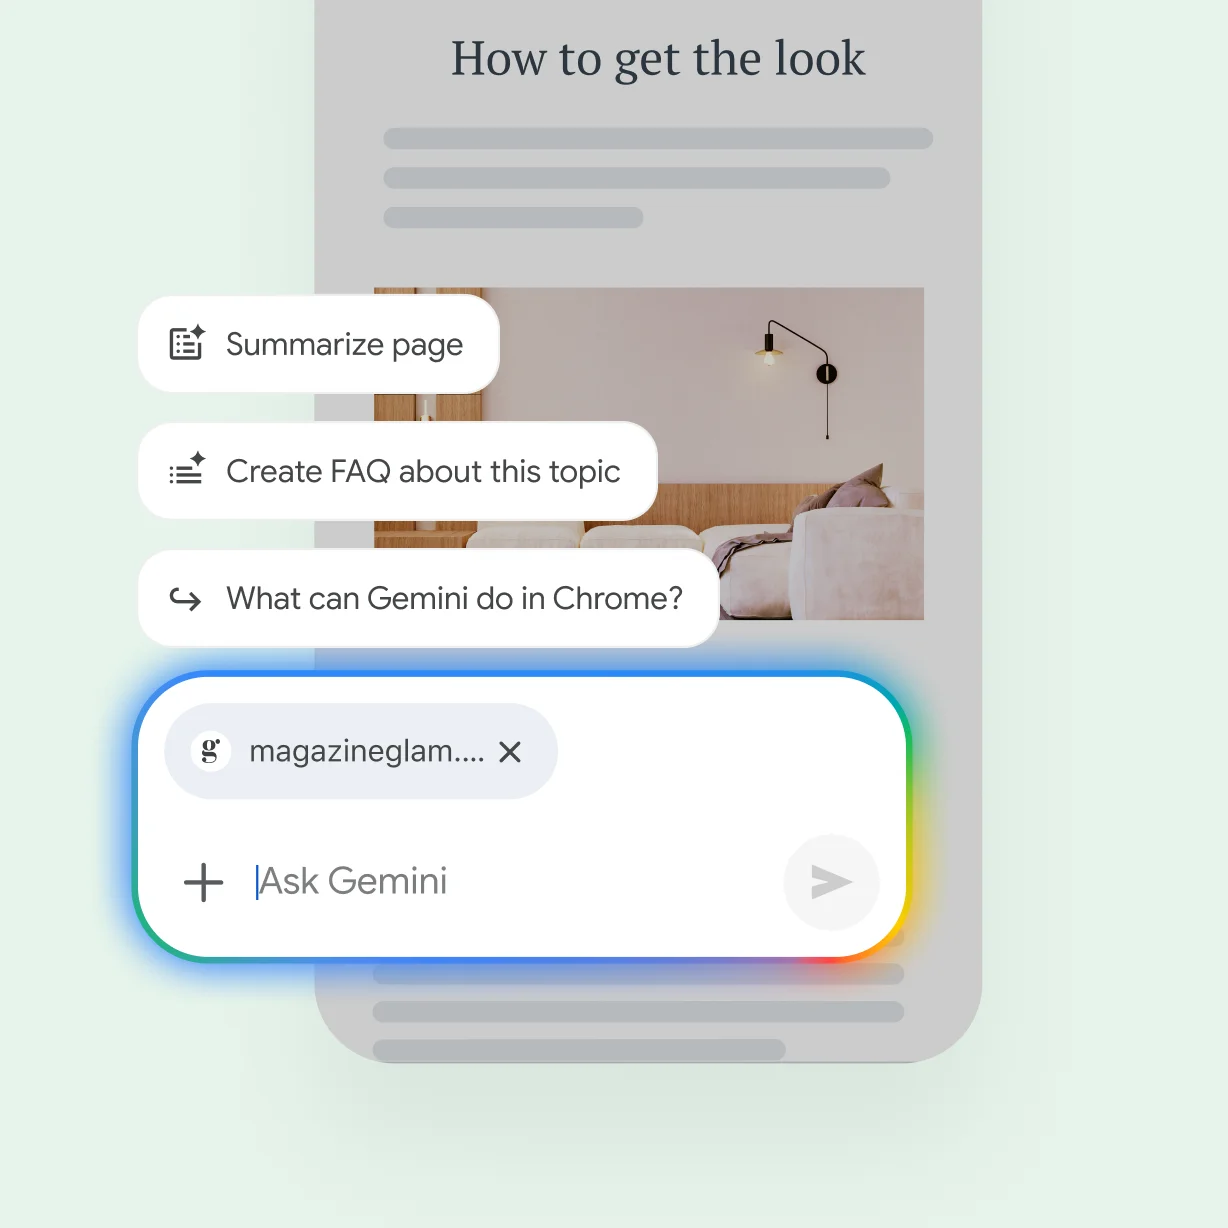 How to get the look
Summarize page
Create FAQ about this topic
What can Gemini do in Chrome?
g
magazineglam....
Ask Gemini